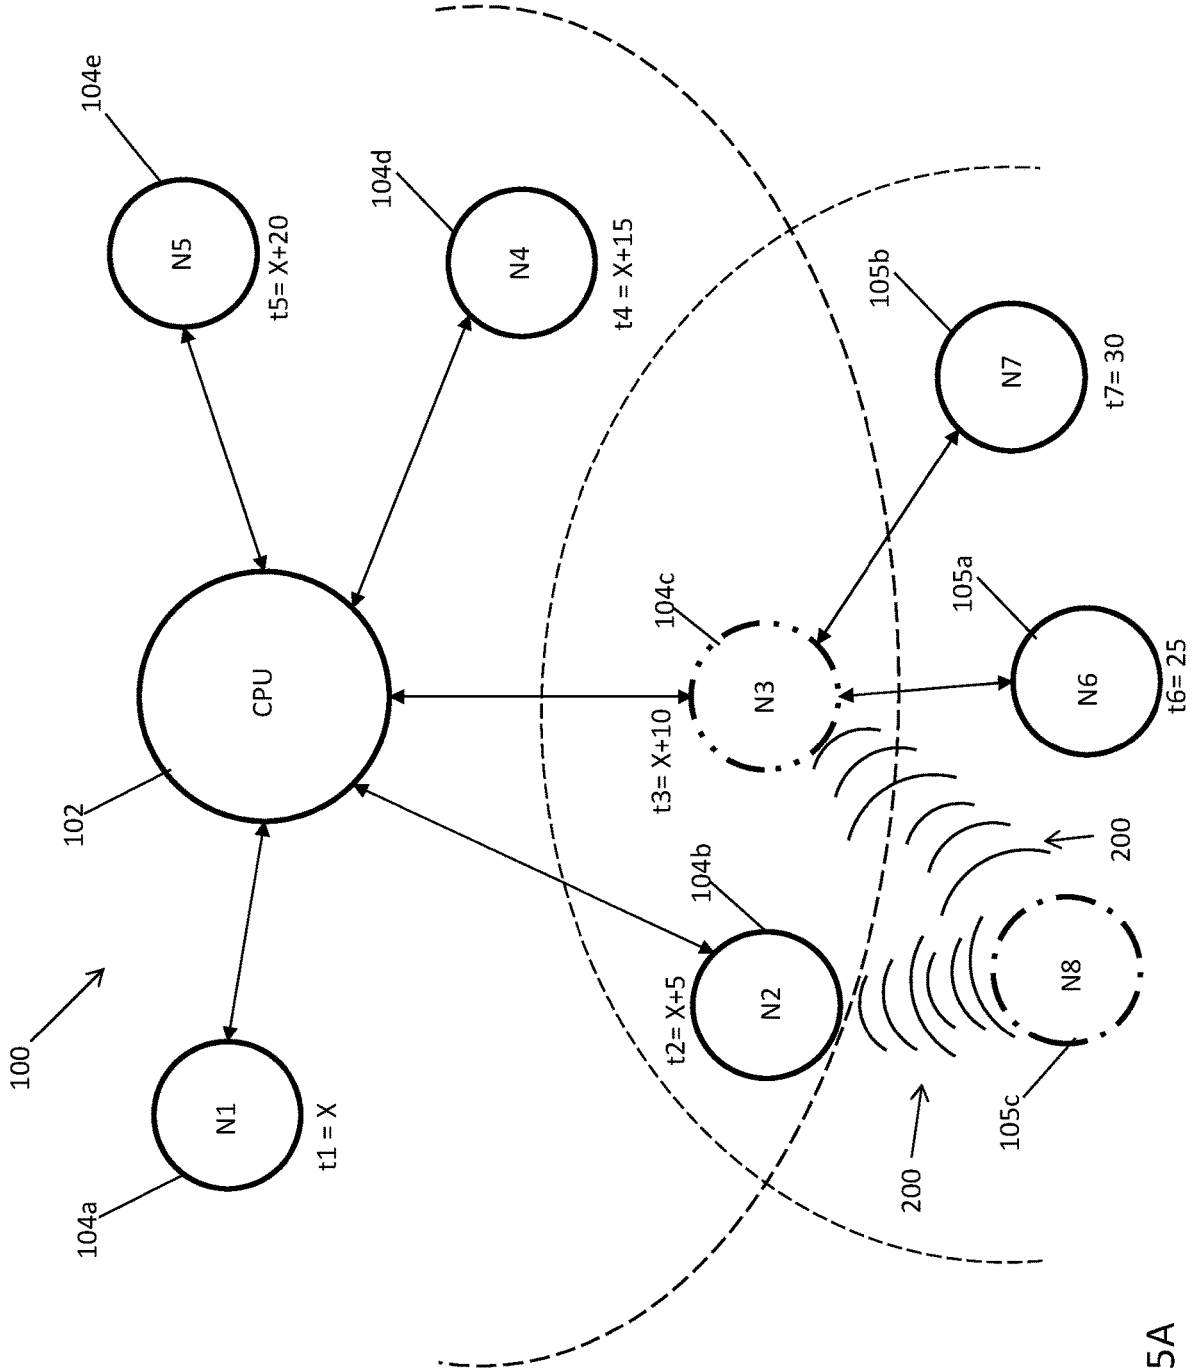 100
104a
N1
t1 = X
102
CPU
104e
N5
t5= X+20
104d
N4
t4 = X+15
104b
t2= X+5
N2
104c
t3= X+10
N3
105b
N7
t7= 30
105a
N6
t6= 25
200
200
105c
N8
5A